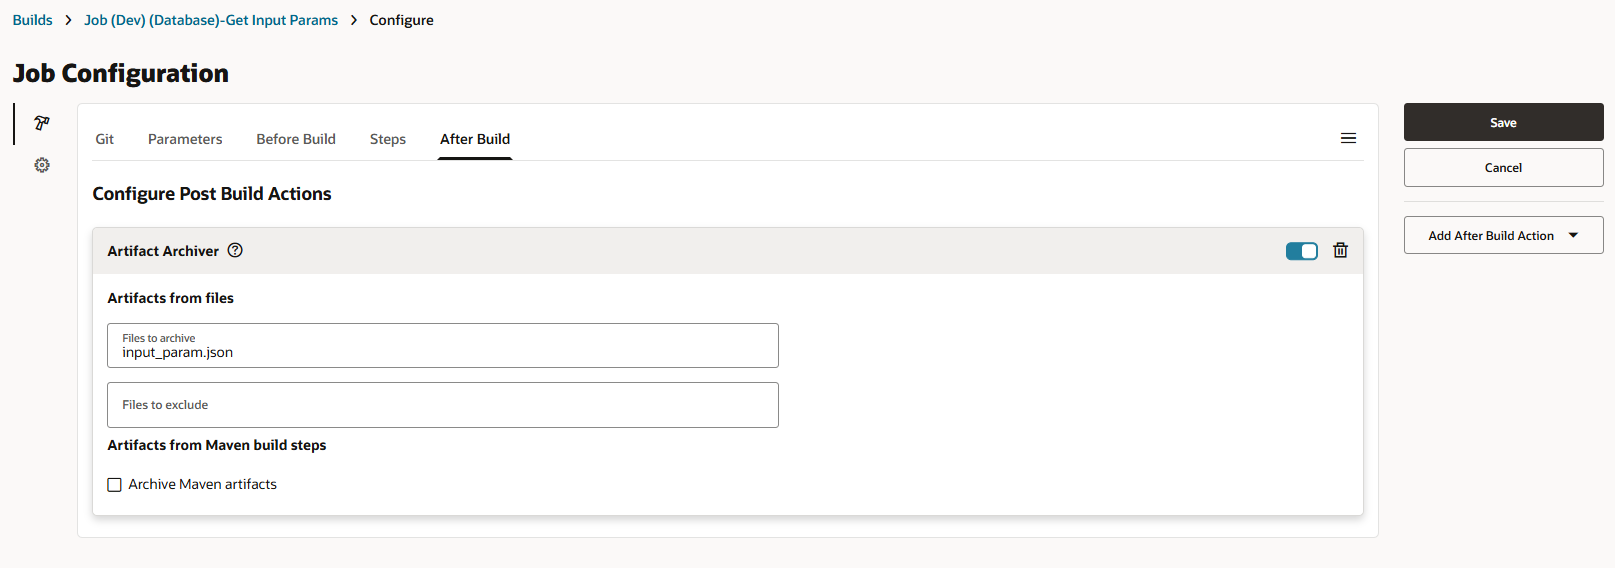 Builds > Job (Dev) (Database)-Get Input Params > Configure
Job Configuration
Git Parameters Before Build Steps After Build
Configure Post Build Actions
Artifact Archiver ?
Artifacts from files
Files to archive
input_param.json
Files to exclude
Artifacts from Maven build steps
Archive Maven artifacts
Save
Cancel
Add After Build Action